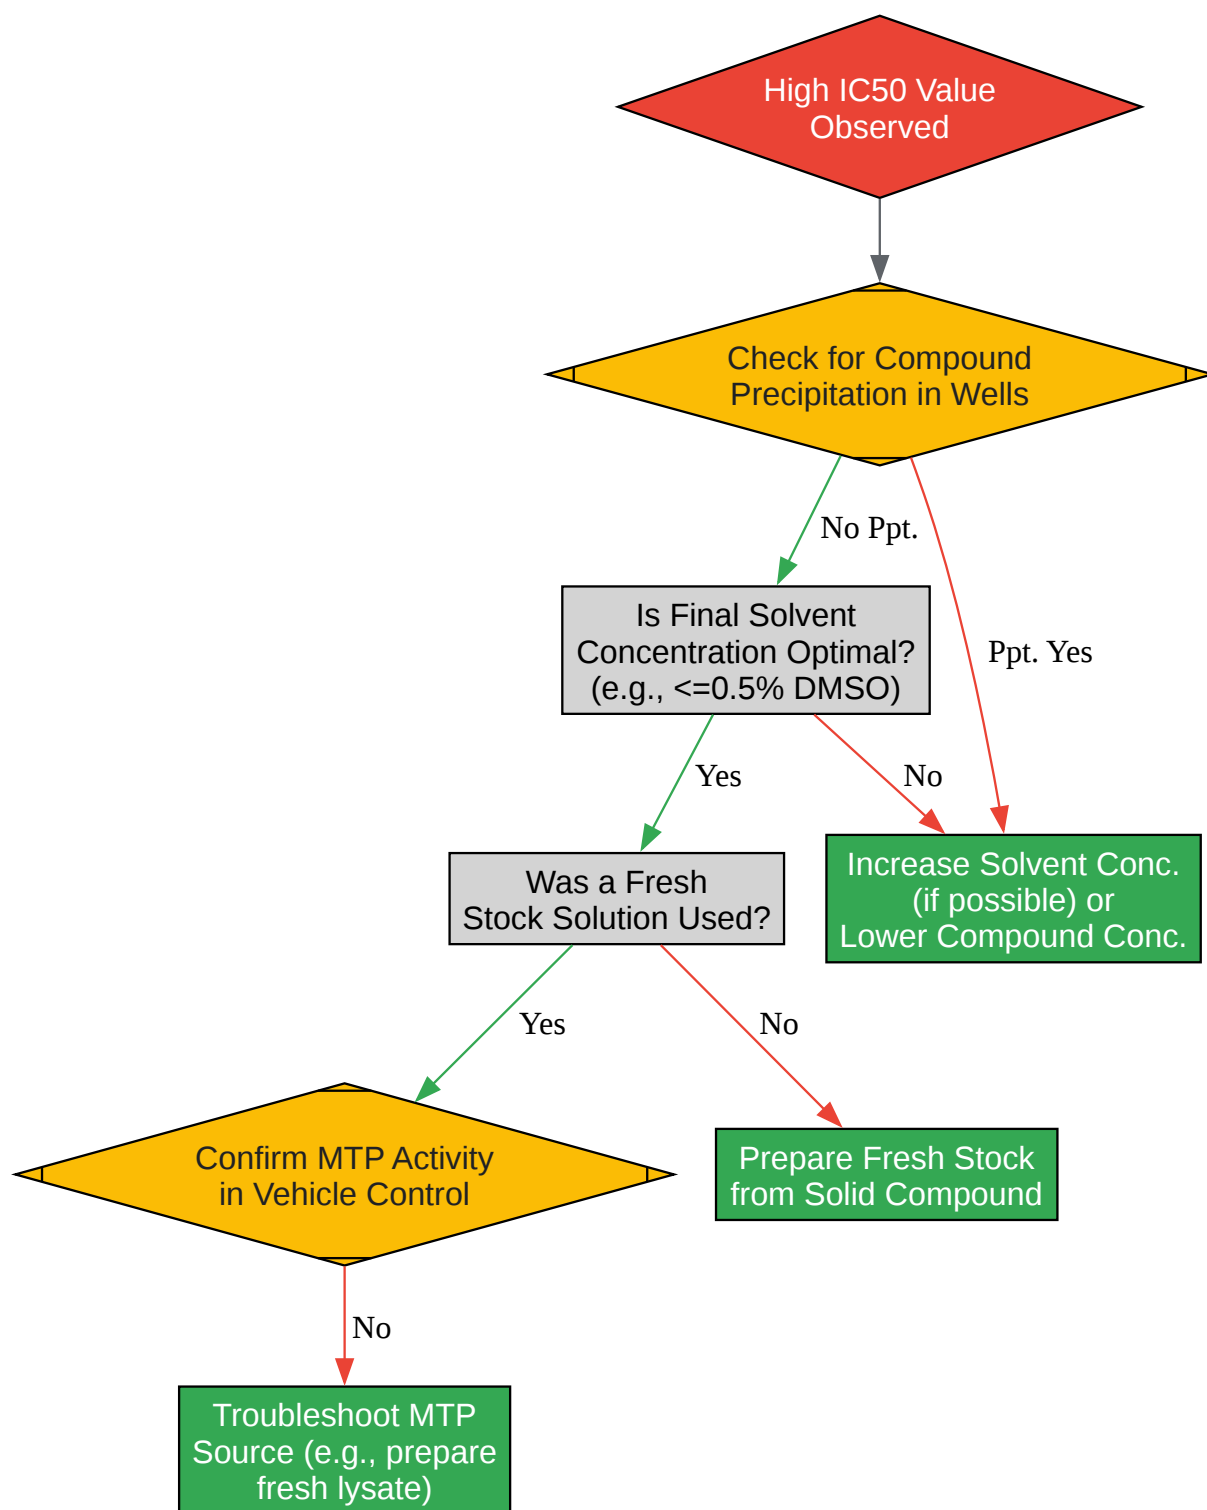 High IC50 Value
Observed
Check for Compound
Precipitation in Wells
No Ppt.
Is Final Solvent
Concentration Optimal?
(e.g., <=0.5% DMSO)
Ppt. Yes
Yes
No
Was a Fresh
Stock Solution Used?
Increase Solvent Conc.
(if possible) or
Lower Compound Conc.
Yes
No
Confirm MTP Activity
in Vehicle Control
Prepare Fresh Stock
from Solid Compound
No
Troubleshoot MTP
Source (e.g., prepare
fresh lysate)